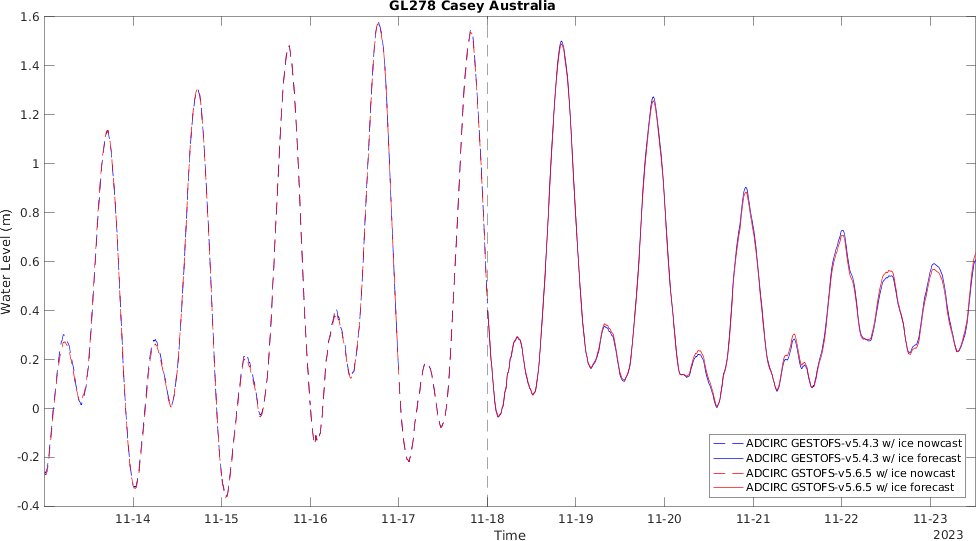 GL278 Casey Australia
1.6
1.4
1.2
1
0.8
0.6
0.4
0.2
0
-0.2
-0.4
Water Level (m)
ADCIRC GESTOFS-v5.4.3 w/ ice nowcast
ADCIRC GESTOFS-v5.4.3 w/ ice forecast
ADCIRC GSTOFS-v5.6.5 w/ ice nowcast
ADCIRC GSTOFS-v5.6.5 w/ ice forecast
11-14 11-15 11-16 11-17 11-18 11-19 11-20 11-21 11-22 11-23
Time
2023